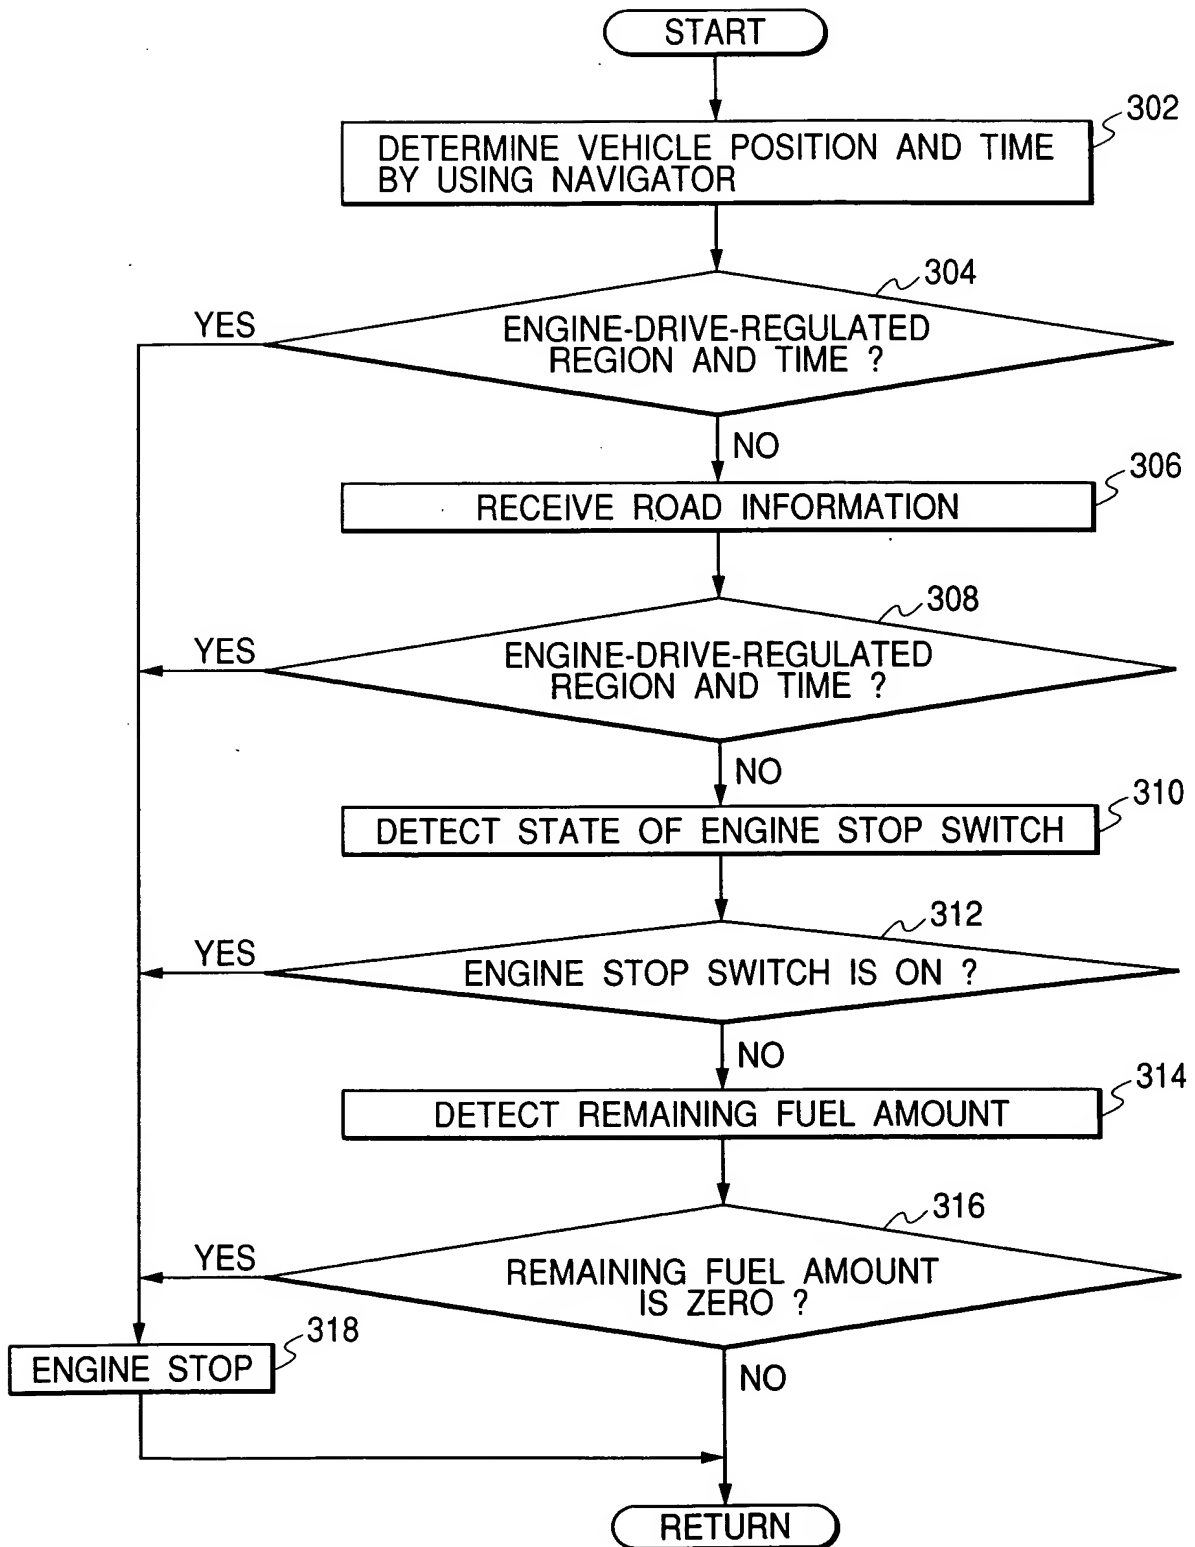 START
302
DETERMINE VEHICLE POSITION AND TIME
BY USING NAVIGATOR
304
YES
ENGINE-DRIVE-REGULATED
REGION AND TIME ?
NO
306
RECEIVE ROAD INFORMATION
308
YES
ENGINE-DRIVE-REGULATED
REGION AND TIME ?
NO
310
DETECT STATE OF ENGINE STOP SWITCH
312
YES
ENGINE STOP SWITCH IS ON ?
NO
314
DETECT REMAINING FUEL AMOUNT
316
YES
REMAINING FUEL AMOUNT
IS ZERO ?
318
ENGINE STOP
NO
RETURN